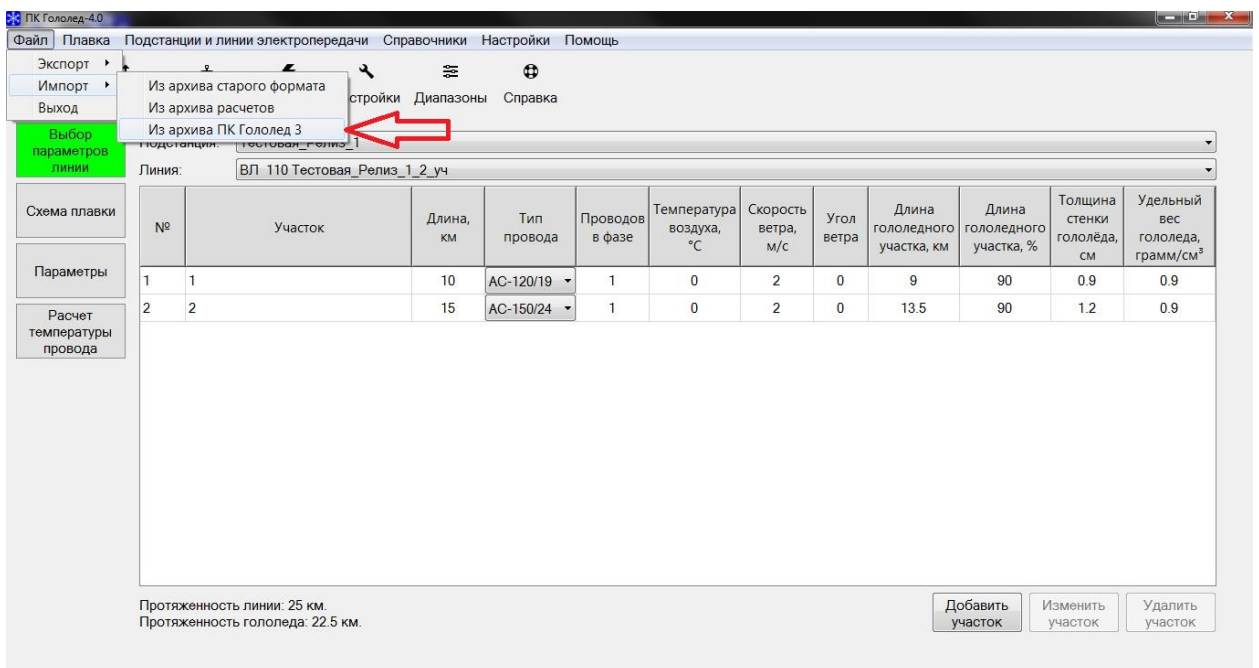 ПК Гололед-4.0
Файл Плавка Подстанции и линии электропередачи Справочники Настройки Помощь
Экспорт
Импорт
Выход
Из архива старого формата
Из архива расчетов
Из архива ПК Гололед 3
стройки Диапазоны Справка
Выбор
параметров
линии
Подстанция: Тестовая_Релиз_1
Линия: ВЛ 110 Тестовая_Релиз_1_2_уч
Схема плавки
Параметры
Расчет
температуры
провода
№ Участок Длина, км Тип провода Проводов в фазе Температура воздуха, °C Скорость ветра, м/с Угол ветра Длина гололедного участка, км Длина гололедного участка, % Толщина стенки гололёда, см Удельный вес гололеда, грамм/см³
1 1 10 АС-120/19 1 0 2 0 9 90 0.9 0.9
2 2 15 АС-150/24 1 0 2 0 13.5 90 1.2 0.9
Протяженность линии: 25 км.
Протяженность гололеда: 22.5 км.
Добавить участок
Изменить участок
Удалить участок